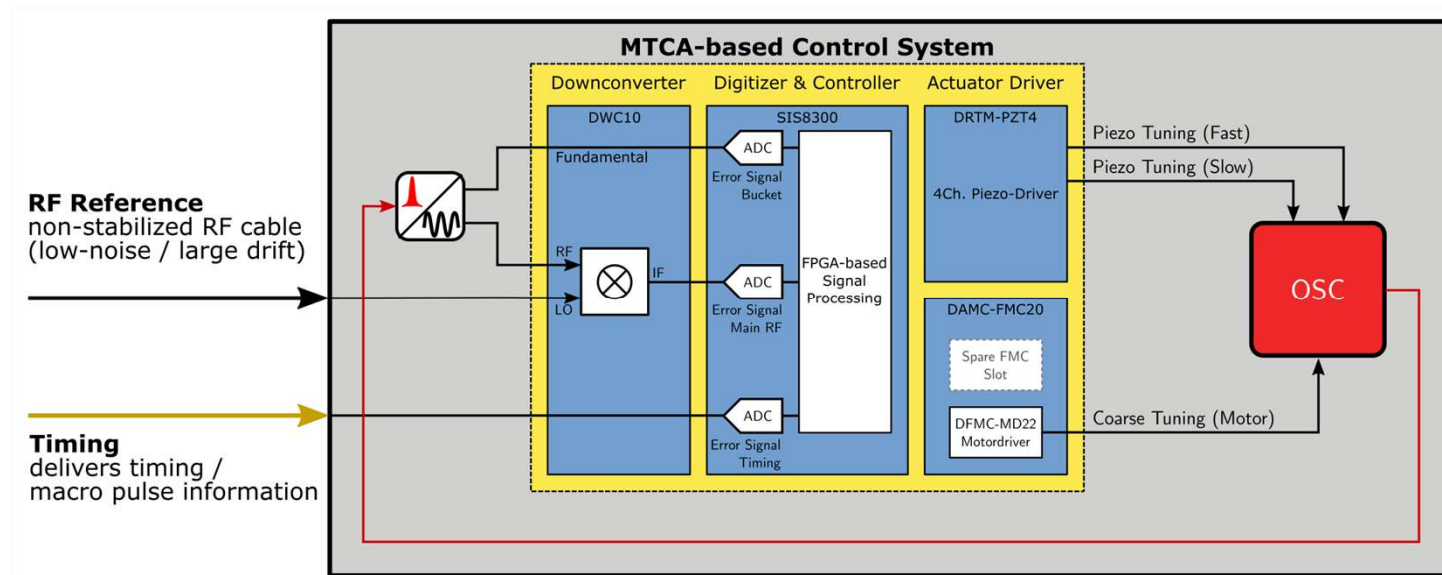 MTCA-based Control System
Downconverter
Digitizer & Controller
Actuator Driver
DWC10
SIS8300
DRTM-PZT4
Fundamental
ADC
Error Signal
Bucket
4Ch. Piezo-Driver
Piezo Tuning (Fast)
Piezo Tuning (Slow)
RF Reference
non-stabilized RF cable
(low-noise / large drift)
RF
LO
IF
ADC
Error Signal
Main RF
FPGA-based
Signal
Processing
OSC
DAMC-FMC20
Spare FMC
Slot
DFMC-MD22
Motordriver
Coarse Tuning (Motor)
ADC
Error Signal
Timing
Timing
delivers timing /
macro pulse information